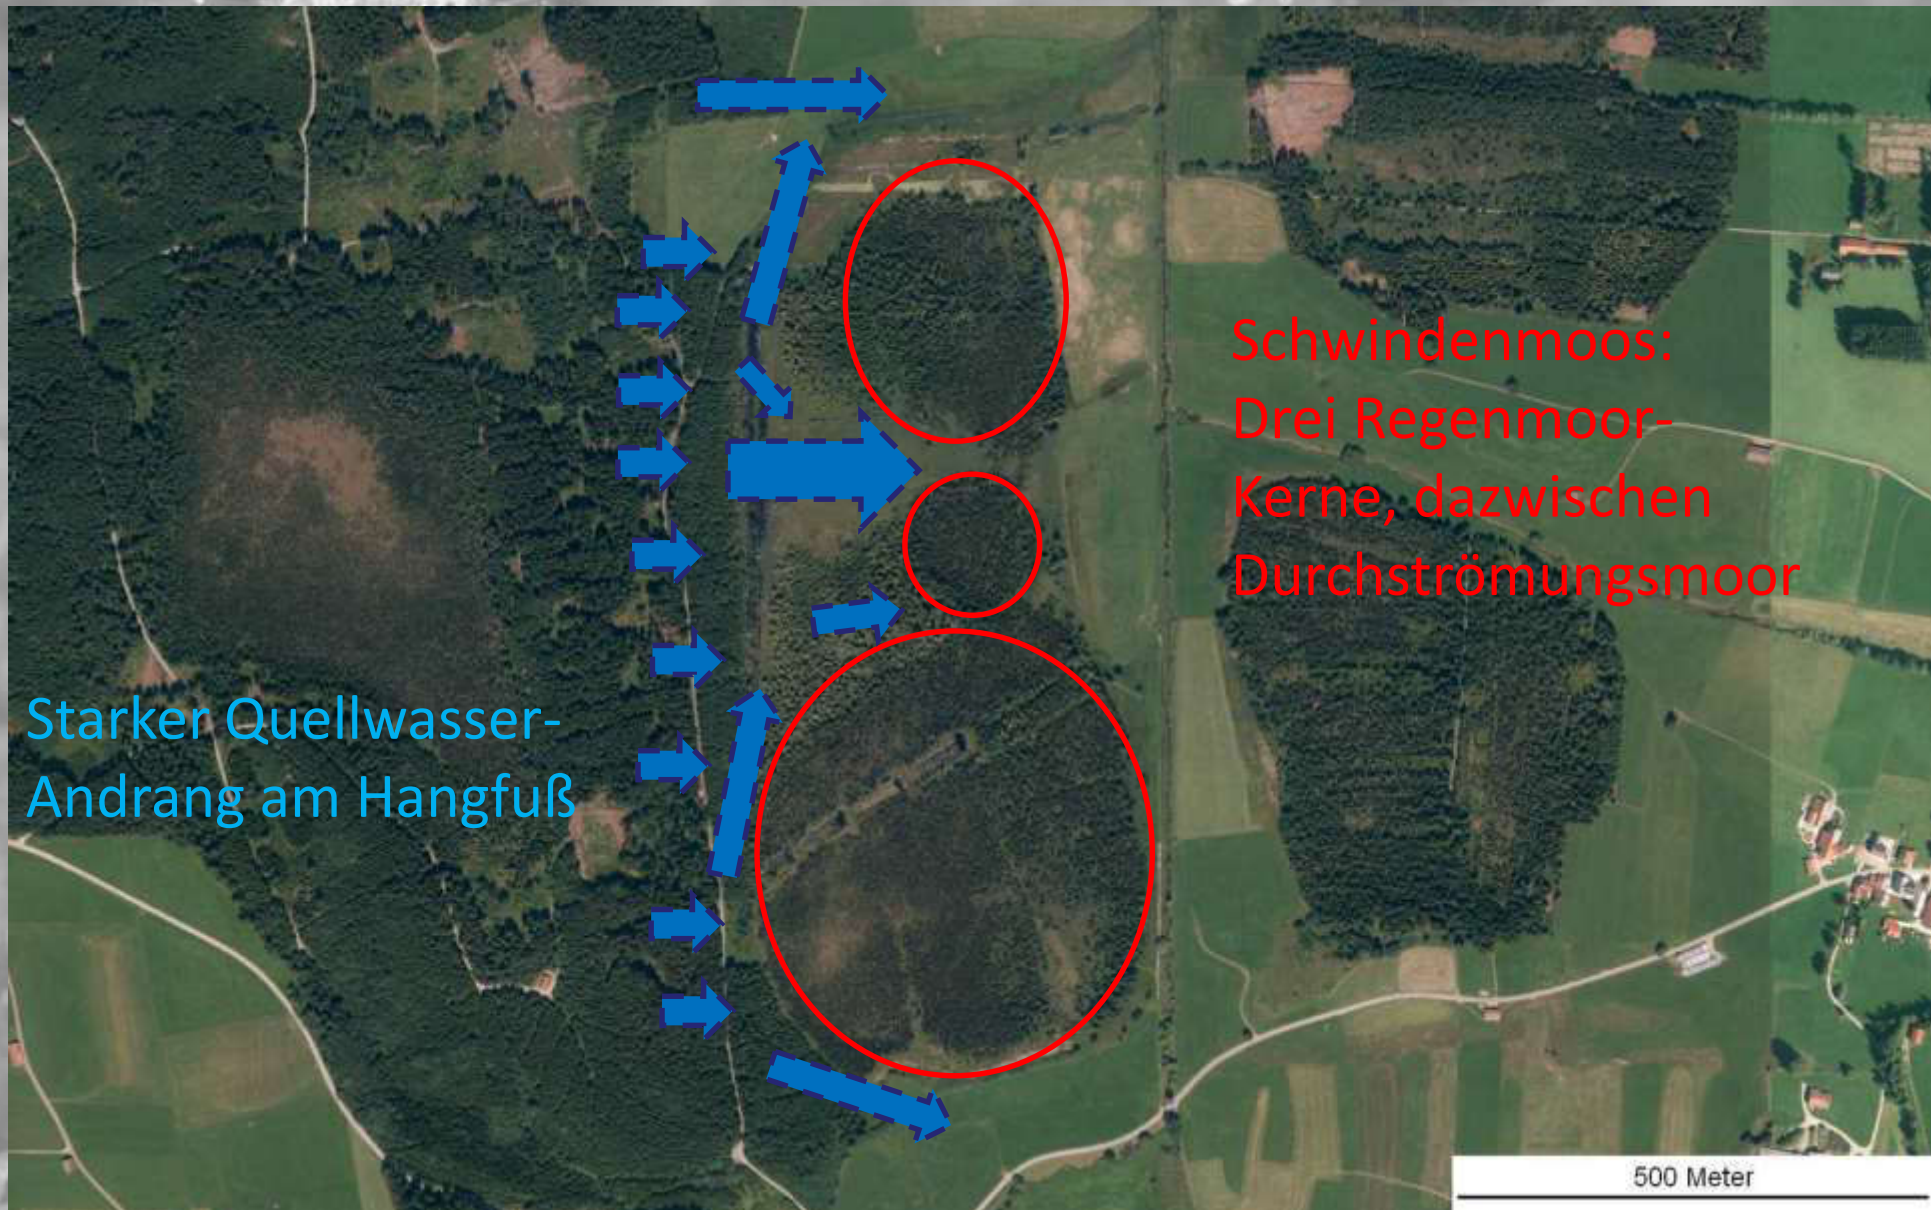 Schwindenmoos:
Drei Regenmoor-
Kerne, dazwischen
Durchströmungsmoor
Starker Quellwasser-
Andrang am Hangfuß
500 Meter